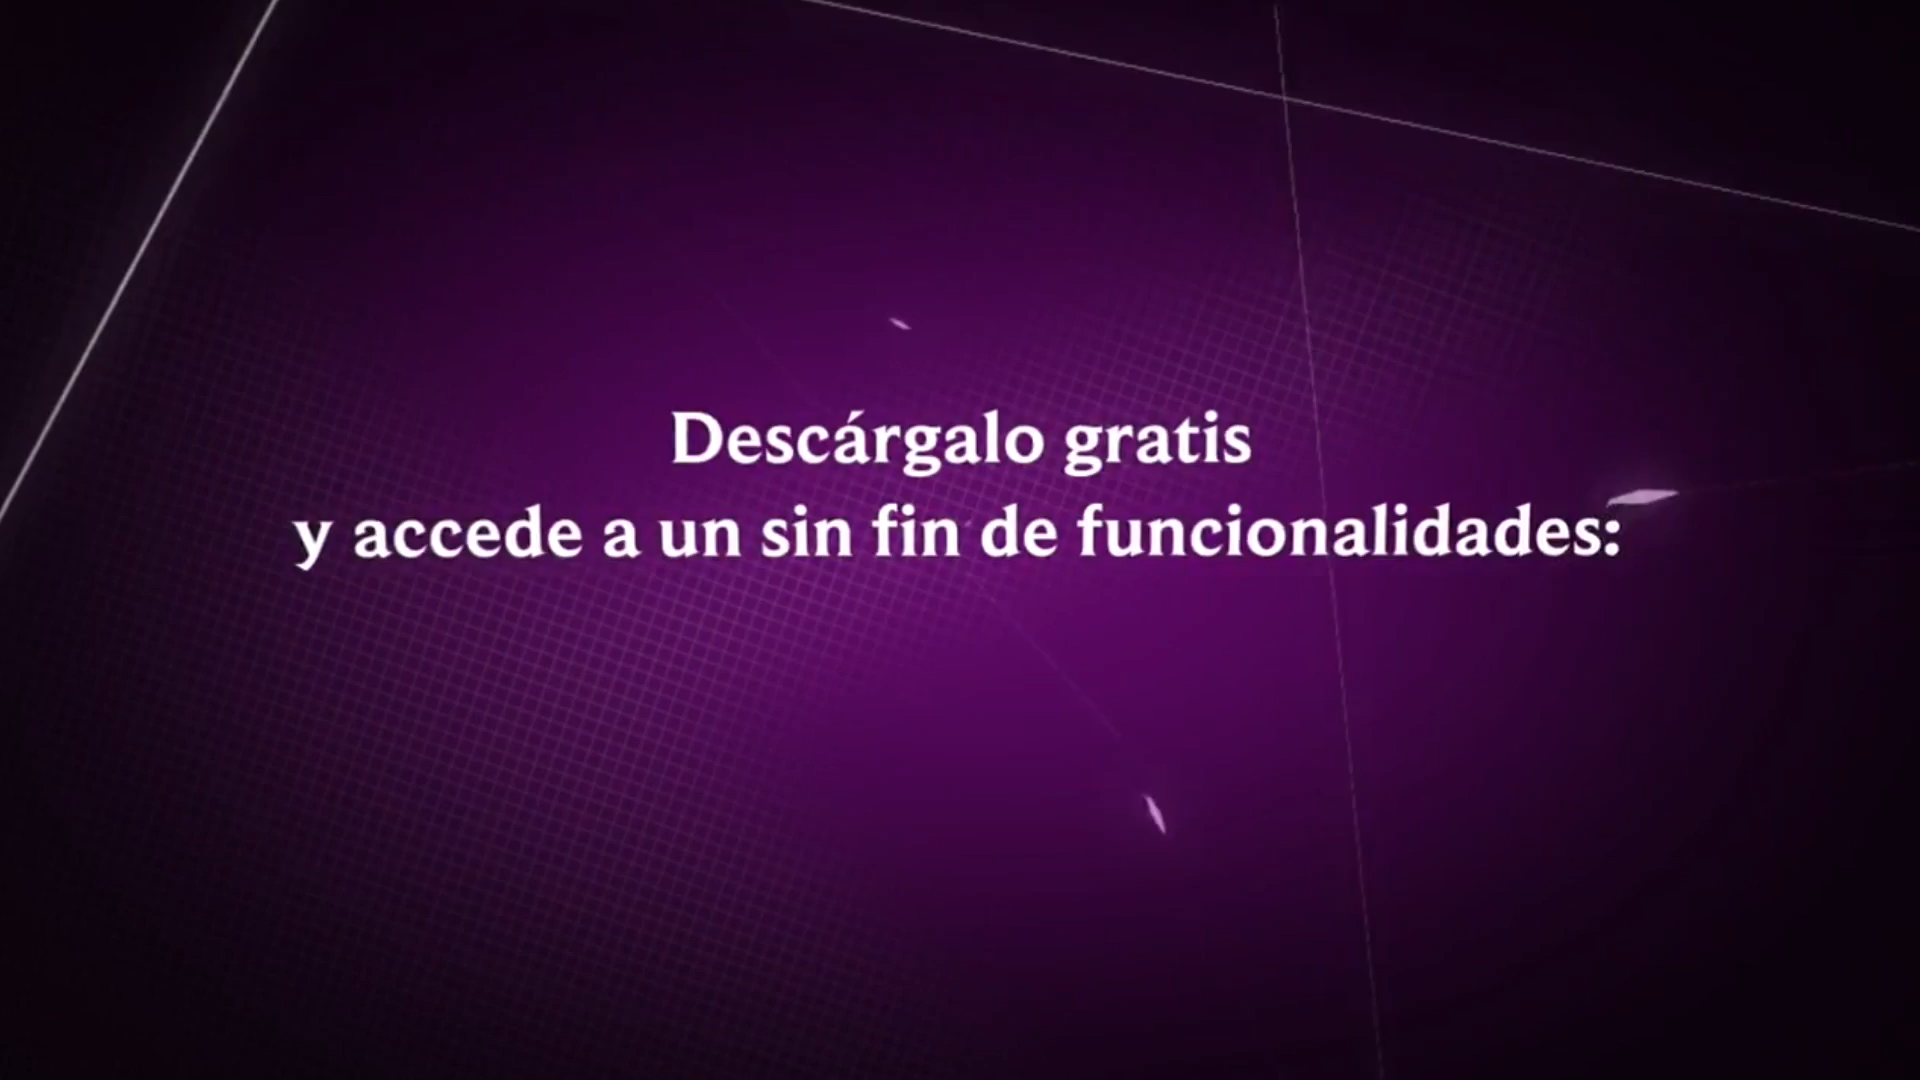 Descárgalo gratis
y accede a un sin fin de funcionalidades: